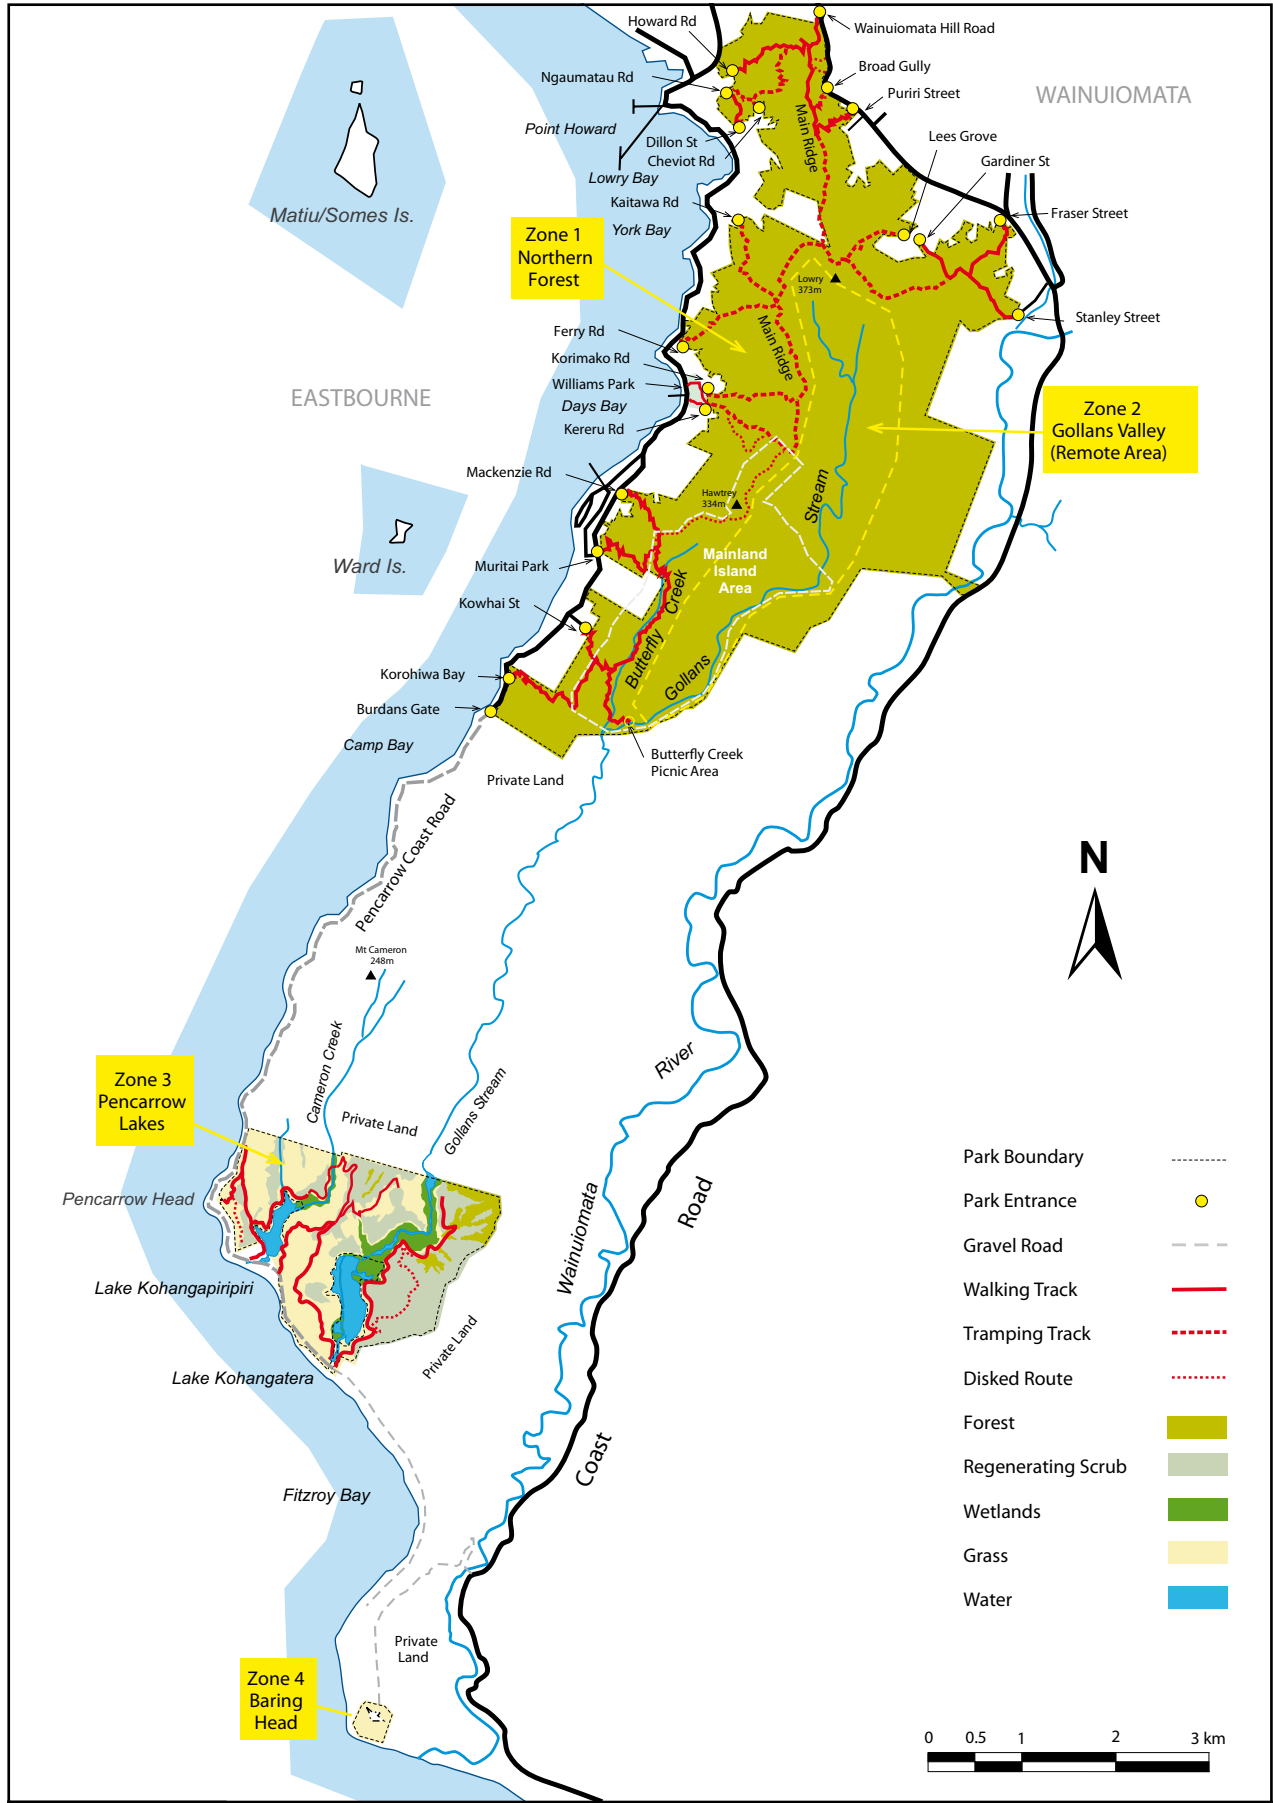 Howard Rd
Wainuiomata Hill Road
Ngaumatau Rd
Broad Gully
Puriri Street
WAINUIOMATA
Point Howard
Main Ridge
Dillon St
Cheviot Rd
Lees Grove
Gardiner St
Lowry Bay
Kaitawa Rd
Fraser Street
Matiu/Somes Is.
York Bay
Zone 1
Northern
Forest
Lowry
373m
Stanley Street
Ferry Rd
Main Ridge
Korimako Rd
Williams Park
EASTBOURNE
Days Bay
Kereru Rd
Zone 2
Gollans Valley
(Remote Area)
Mackenzie Rd
Hawtrey
334m
Stream
Ward Is.
Muritai Park
Mainland
Island
Area
Kowhai St
Creek
Butterfly
Gollans
Korohiwa Bay
Burdans Gate
Camp Bay
Butterfly Creek
Picnic Area
Private Land
Pencarrow Coast Road
N
Mt Cameron
248m
Cameron Creek
River
Zone 3
Pencarrow
Lakes
Private Land
Gollans Stream
Pencarrow Head
Wainuiomata
Road
Lake Kohangapiripiri
Private Land
Lake Kohangatera
Coast
Fitzroy Bay
Park Boundary
Park Entrance
Gravel Road
Walking Track
Tramping Track
Disked Route
Forest
Regenerating Scrub
Wetlands
Grass
Water
Private
Land
Zone 4
Baring
Head
0 0.5 1 2 3 km